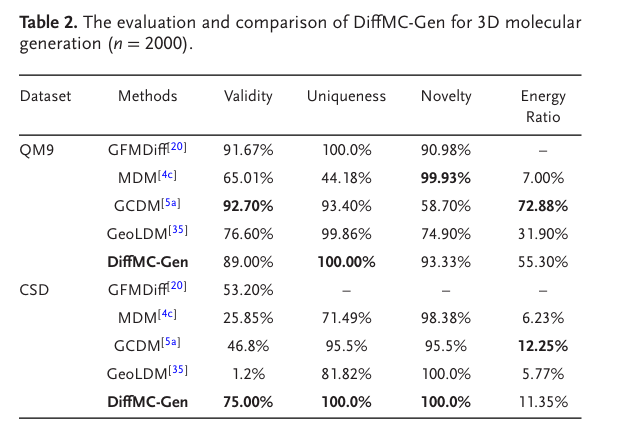 Table 2. The evaluation and comparison of DiffMC-Gen for 3D molecular
generation (n = 2000).
Dataset Methods Validity Uniqueness Novelty Energy
Ratio
QM9 GFMDiff[20] 91.67% 100.0% 90.98% –
MDM[4c] 65.01% 44.18% 99.93% 7.00%
GCDM[5a] 92.70% 93.40% 58.70% 72.88%
GeoLDM[35] 76.60% 99.86% 74.90% 31.90%
DiffMC-Gen 89.00% 100.00% 93.33% 55.30%
CSD GFMDiff[20] 53.20% – – –
MDM[4c] 25.85% 71.49% 98.38% 6.23%
GCDM[5a] 46.8% 95.5% 95.5% 12.25%
GeoLDM[35] 1.2% 81.82% 100.0% 5.77%
DiffMC-Gen 75.00% 100.0% 100.0% 11.35%